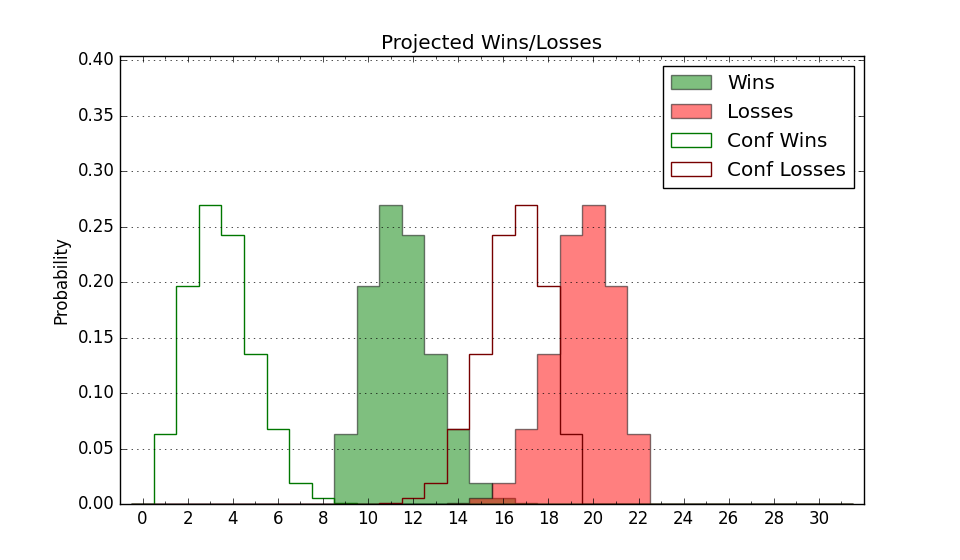 Projected Wins/Losses
0.40
0.35
0.30
0.25
0.20
0.15
0.10
0.05
0.00
Probability
Wins
Losses
Conf Wins
Conf Losses
0 2 4 6 8 10 12 14 16 18 20 22 24 26 28 30